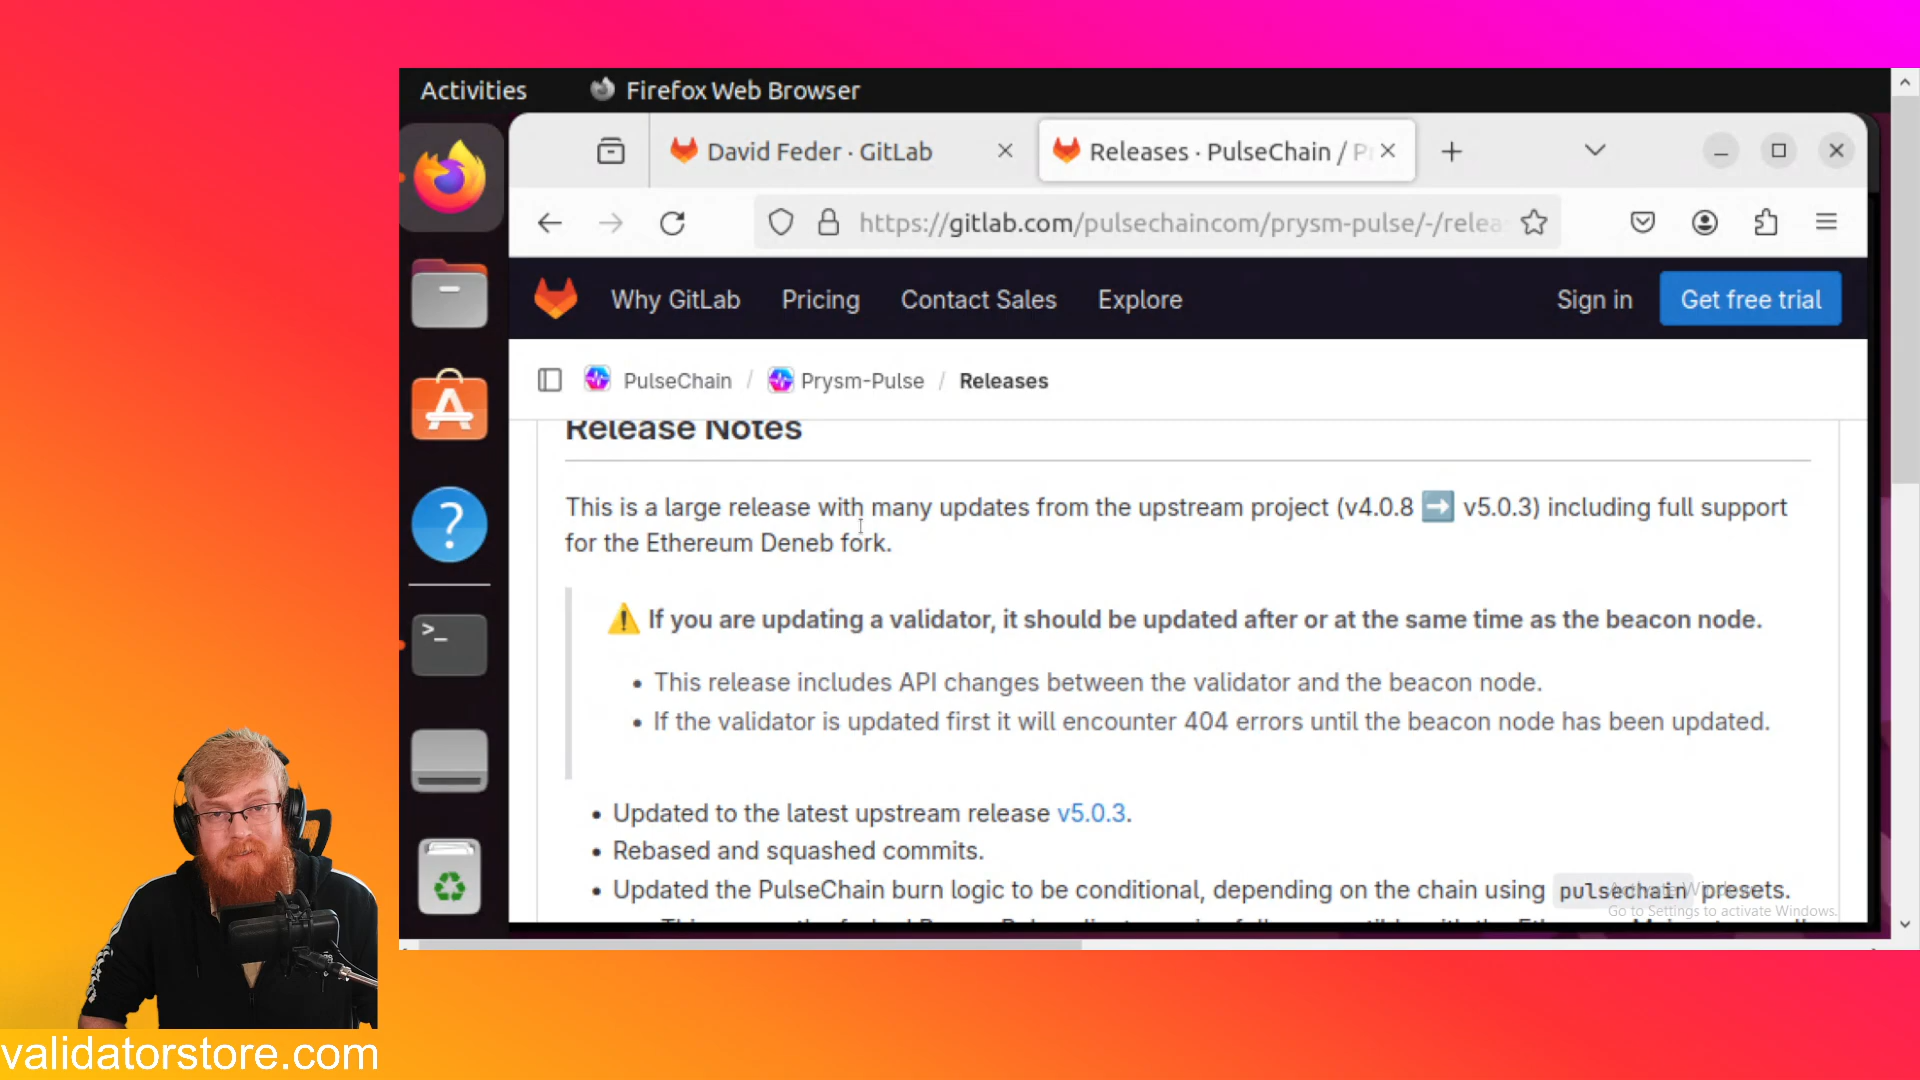 Activities Firefox Web Browser
David Feder · GitLab Releases · PulseChain / P
https://gitlab.com/pulsechaincom/prysm-pulse/-/relea
Why GitLab Pricing Contact Sales Explore Sign in Get free trial
PulseChain / Prysm-Pulse / Releases
Release Notes
This is a large release with many updates from the upstream project (v4.0.8 ➡️ v5.0.3) including full support
for the Ethereum Deneb fork.
⚠️ If you are updating a validator, it should be updated after or at the same time as the beacon node.
• This release includes API changes between the validator and the beacon node.
• If the validator is updated first it will encounter 404 errors until the beacon node has been updated.
• Updated to the latest upstream release v5.0.3.
• Rebased and squashed commits.
• Updated the PulseChain burn logic to be conditional, depending on the chain using pulsechain presets.
Activate Windows
Go to Settings to activate Windows.
validatorstore.com